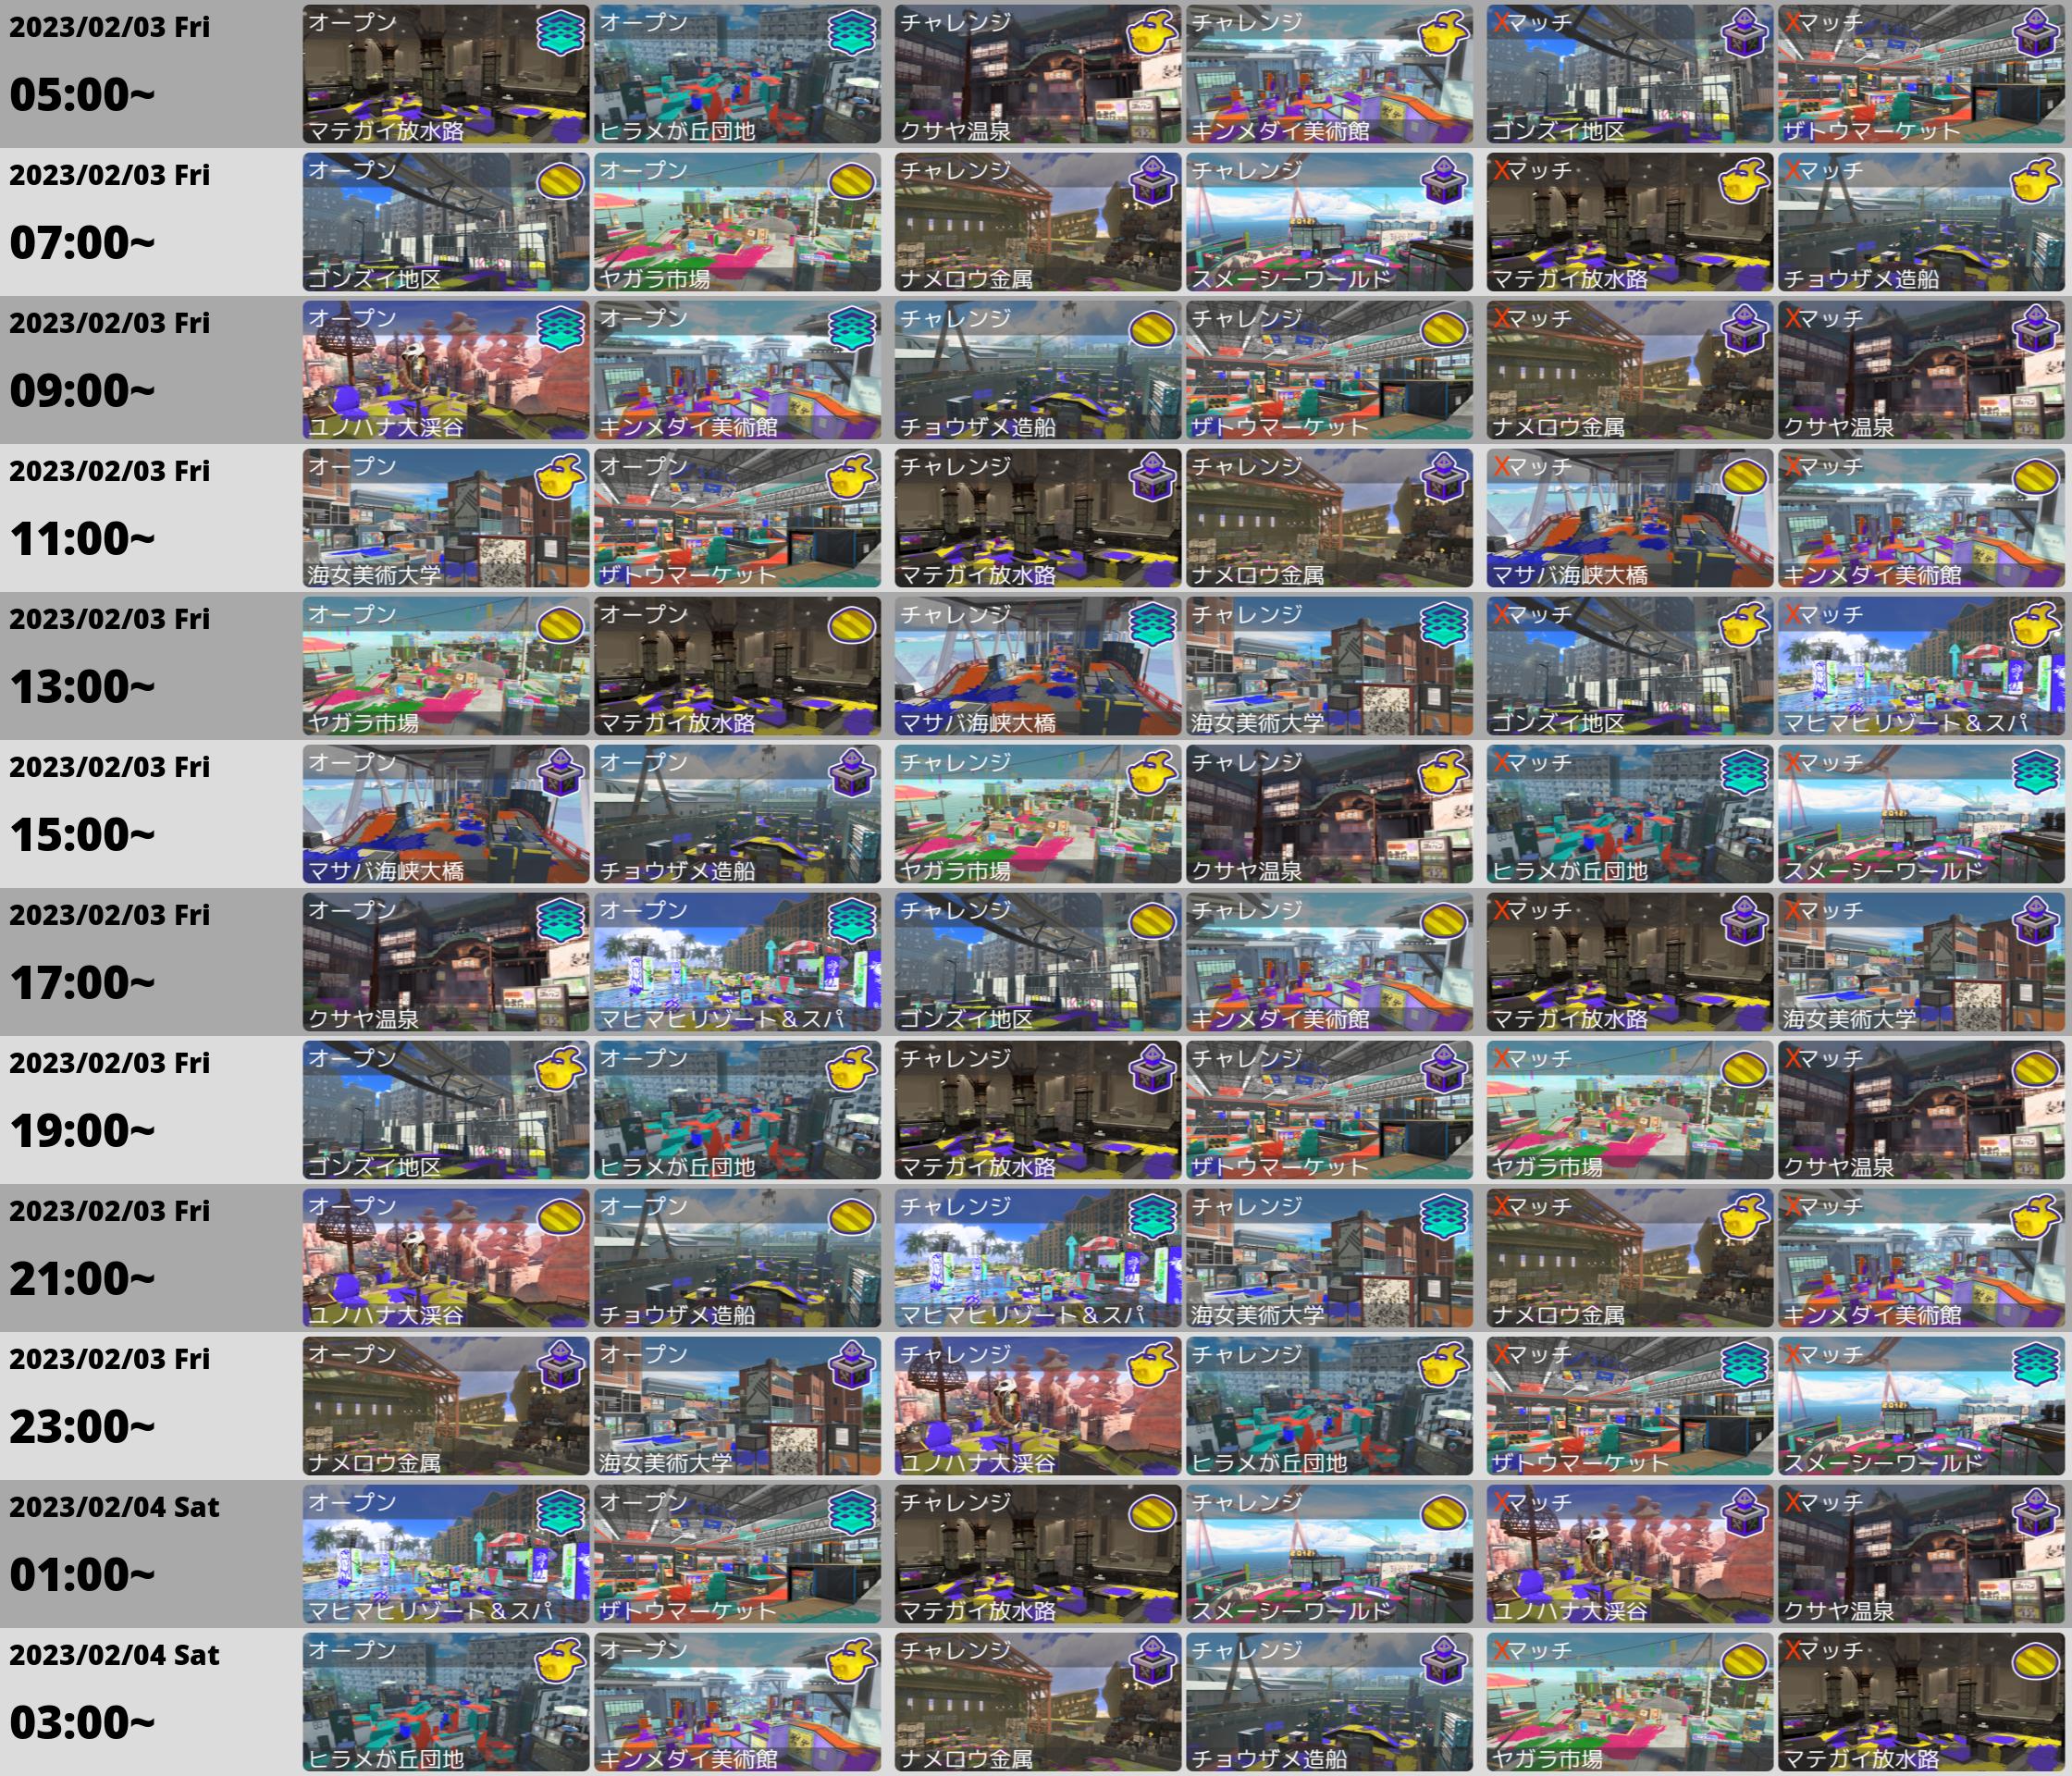 2023/02/03 Fri
05:00~
オープン オープン チャレンジ チャレンジ Xマッチ Xマッチ
マテガイ放水路 ヒラメが丘団地 クサヤ温泉 キンメダイ美術館 ゴンズイ地区 ザトウマーケット
2023/02/03 Fri
07:00~
オープン オープン チャレンジ チャレンジ Xマッチ Xマッチ
ゴンズイ地区 ヤガラ市場 ナメロウ金属 スメーシーワールド マテガイ放水路 チョウザメ造船
2023/02/03 Fri
09:00~
オープン オープン チャレンジ チャレンジ Xマッチ Xマッチ
ユノハナ大渓谷 キンメダイ美術館 チョウザメ造船 ザトウマーケット ナメロウ金属 クサヤ温泉
2023/02/03 Fri
11:00~
オープン オープン チャレンジ チャレンジ Xマッチ Xマッチ
海女美術大学 ザトウマーケット マテガイ放水路 ナメロウ金属 マサバ海峡大橋 キンメダイ美術館
2023/02/03 Fri
13:00~
オープン オープン チャレンジ チャレンジ Xマッチ Xマッチ
ヤガラ市場 マテガイ放水路 マサバ海峡大橋 海女美術大学 ゴンズイ地区 マヒマヒリゾート＆スパ
2023/02/03 Fri
15:00~
オープン オープン チャレンジ チャレンジ Xマッチ Xマッチ
マサバ海峡大橋 チョウザメ造船 ヤガラ市場 クサヤ温泉 ヒラメが丘団地 スメーシーワールド
2023/02/03 Fri
17:00~
オープン オープン チャレンジ チャレンジ Xマッチ Xマッチ
クサヤ温泉 マヒマヒリゾート＆スパ ゴンズイ地区 キンメダイ美術館 マテガイ放水路 海女美術大学
2023/02/03 Fri
19:00~
オープン オープン チャレンジ チャレンジ Xマッチ Xマッチ
ゴンズイ地区 ヒラメが丘団地 マテガイ放水路 ザトウマーケット ヤガラ市場 クサヤ温泉
2023/02/03 Fri
21:00~
オープン オープン チャレンジ チャレンジ Xマッチ Xマッチ
ユノハナ大渓谷 チョウザメ造船 マヒマヒリゾート＆スパ 海女美術大学 ナメロウ金属 キンメダイ美術館
2023/02/03 Fri
23:00~
オープン オープン チャレンジ チャレンジ Xマッチ Xマッチ
ナメロウ金属 海女美術大学 ユノハナ大渓谷 ヒラメが丘団地 ザトウマーケット スメーシーワールド
2023/02/04 Sat
01:00~
オープン オープン チャレンジ チャレンジ Xマッチ Xマッチ
マヒマヒリゾート＆スパ ザトウマーケット マテガイ放水路 スメーシーワールド ユノハナ大渓谷 クサヤ温泉
2023/02/04 Sat
03:00~
オープン オープン チャレンジ チャレンジ Xマッチ Xマッチ
ヒラメが丘団地 キンメダイ美術館 ナメロウ金属 チョウザメ造船 ヤガラ市場 マテガイ放水路